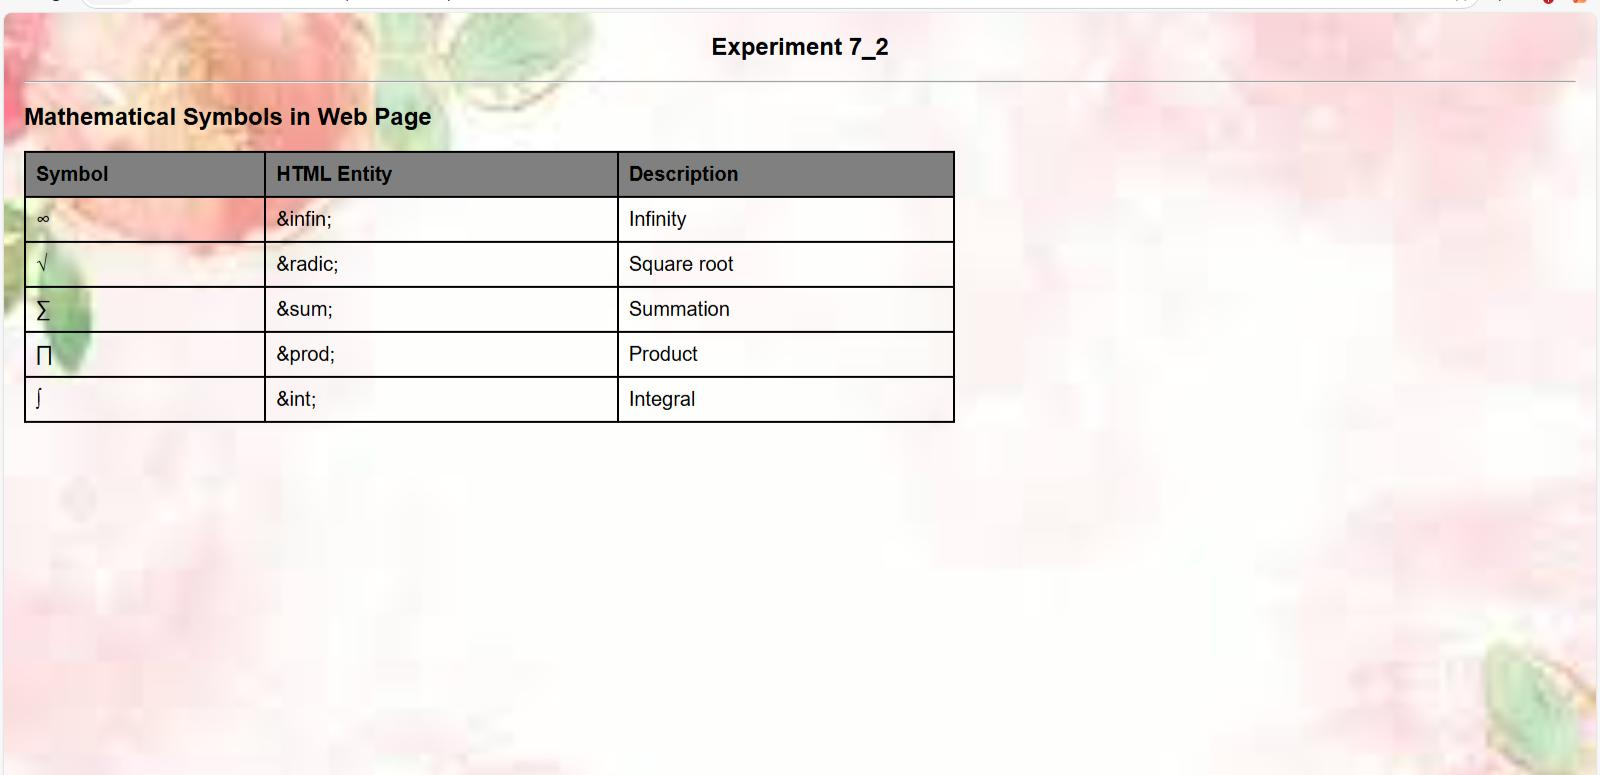 Experiment 7_2
Mathematical Symbols in Web Page
Symbol HTML Entity Description
∞ &infin; Infinity
√ &radic; Square root
∑ &sum; Summation
∏ &prod; Product
∫ &int; Integral